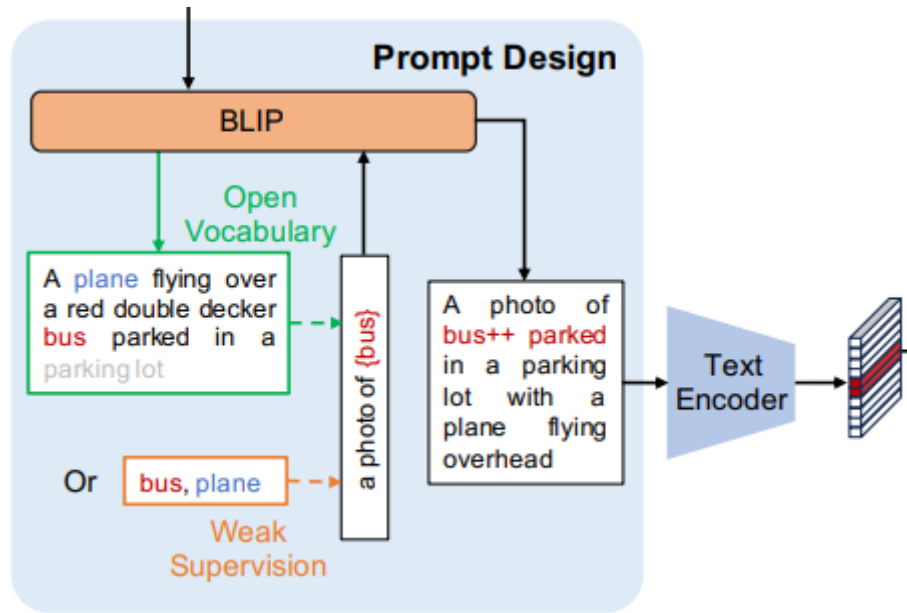 Prompt Design
BLIP
Open
Vocabulary
A plane flying over
a red double decker
bus parked in a
parking lot
a photo of {bus}
A photo of
bus++ parked
in a parking
lot with a
plane flying
overhead
Text
Encoder
Or
bus, plane
Weak
Supervision